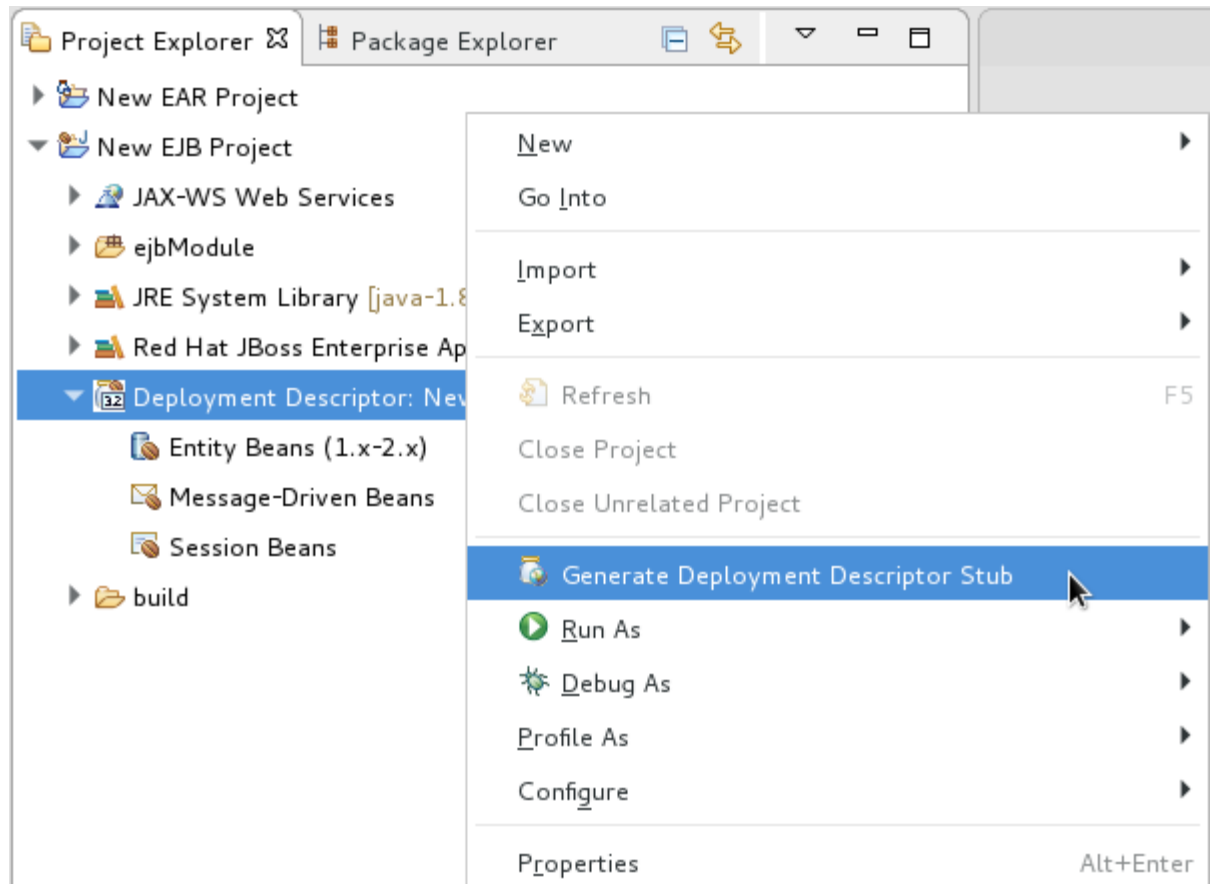 Project Explorer Package Explorer
New EAR Project
New EJB Project
JAX-WS Web Services
ejbModule
JRE System Library [java-1.8
Red Hat JBoss Enterprise Ap
32 Deployment Descriptor: New
Entity Beans (1.x-2.x)
Message-Driven Beans
Session Beans
build
New
Go Into
Import
Export
Refresh F5
Close Project
Close Unrelated Project
Generate Deployment Descriptor Stub
Run As
Debug As
Profile As
Configure
Properties Alt+Enter